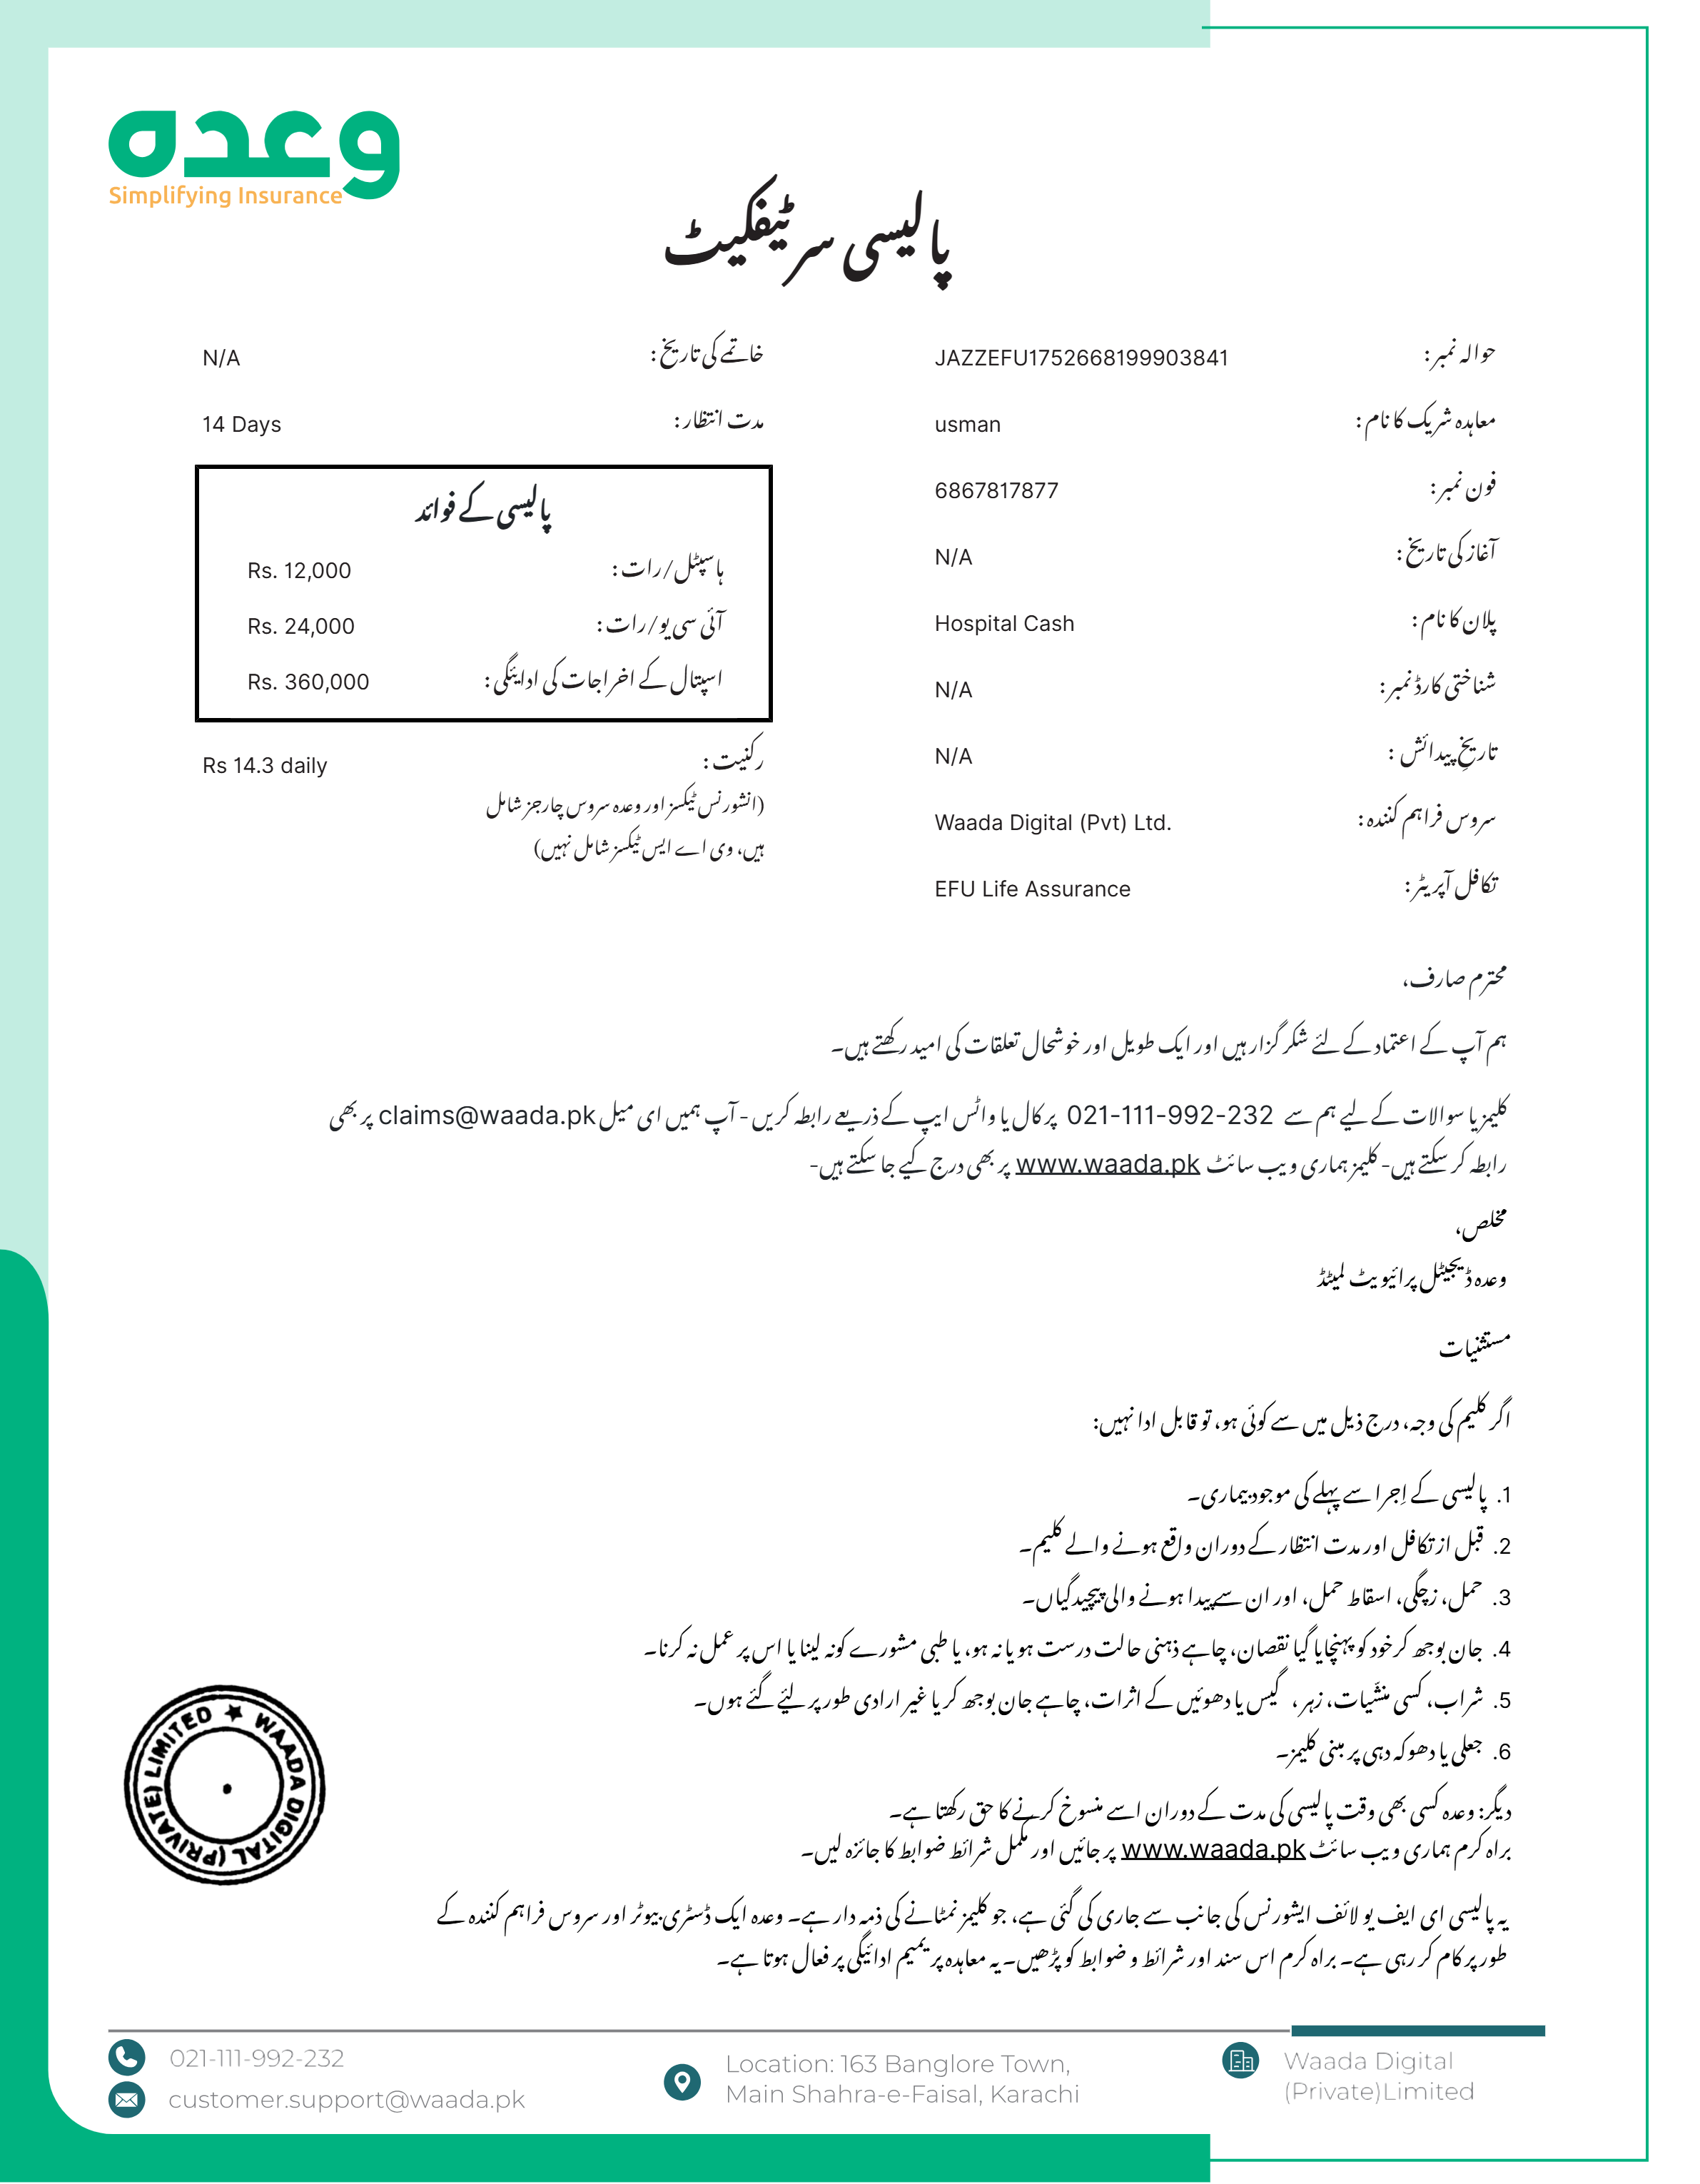 وعدہ
Simplifying Insurance
پالیسی سرٹیفکیٹ
حوالہ نمبر: JAZZEFU1752668199903841
معاہدہ شریک کا نام: usman
فون نمبر: 6867817877
آغاز کی تاریخ: N/A
پلان کا نام: Hospital Cash
شناختی کارڈ نمبر: N/A
تاریخِ پیدائش: N/A
سروس فراہم کنندہ: Waada Digital (Pvt) Ltd.
تکافل آپریٹر: EFU Life Assurance
خاتمے کی تاریخ: N/A
مدت انتظار: 14 Days
پالیسی کے فوائد
ہاسپٹل/رات: Rs. 12,000
آئی سی یو/رات: Rs. 24,000
اسپتال کے اخراجات کی ادائیگی: Rs. 360,000
رکنیت: Rs 14.3 daily
(انشورنس ٹیکسز اور وعدہ سروس چارجز شامل
ہیں، وی اے ایس ٹیکسز شامل نہیں)
محترم صارف،
ہم آپ کے اعتماد کے لئے شکر گزار ہیں اور ایک طویل اور خوشحال تعلقات کی امید رکھتے ہیں۔
کلیمز یا سوالات کے لیے ہم سے 021-111-992-232 پر کال یا واٹس ایپ کے ذریعے رابطہ کریں - آپ ہمیں ای میل claims@waada.pk پر بھی
رابطہ کر سکتے ہیں- کلیمز ہماری ویب سائٹ www.waada.pk پر بھی درج کیے جا سکتے ہیں-
مخلص،
وعدہ ڈیجیٹل پرائیویٹ لمیٹڈ
مستثنیات
اگر کلیم کی وجہ، درج ذیل میں سے کوئی ہو، تو قابل ادا نہیں:
1. پالیسی کے اِجرا سے پہلے کی موجود بیماری۔
2. قبل از تکافل اور مدت انتظار کے دوران واقع ہونے والے کلیم۔
3. حمل، زچگی، اسقاط حمل، اور ان سے پیدا ہونے والی پیچیدگیاں۔
4. جان بوجھ کر خود کو پہنچایا گیا نقصان، چاہے ذہنی حالت درست ہو یا نہ ہو، یا طبی مشورے کو نہ لینا یا اس پر عمل نہ کرنا۔
5. شراب، کسی منشّیات، زہر، گیس یا دھوئیں کے اثرات، چاہے جان بوجھ کر یا غیر ارادی طور پر لئیے گئے ہوں۔
6. جعلی یا دھوکہ دہی پر مبنی کلیمز۔
دیگر: وعدہ کسی بھی وقت پالیسی کی مدت کے دوران اسے منسوخ کرنے کا حق رکھتا ہے۔
براہ کرم ہماری ویب سائٹ www.waada.pk پر جائیں اور مکمل شرائط ضوابط کا جائزہ لیں۔
یہ پالیسی ای ایف یو لائف ایشورنس کی جانب سے جاری کی گئی ہے، جو کلیمز نمٹانے کی ذمہ دار ہے۔ وعدہ ایک ڈسٹری بیوٹر اور سروس فراہم کنندہ کے
طور پر کام کر رہی ہے۔ براہ کرم اس سند اور شرائط و ضوابط کو پڑھیں۔ یہ معاہدہ پریمیم ادائیگی پر فعال ہوتا ہے۔
WAADA DIGITAL (PRIVATE) LIMITED
021-111-992-232
customer.support@waada.pk
Location: 163 Banglore Town,
Main Shahra-e-Faisal, Karachi
Waada Digital
(Private)Limited